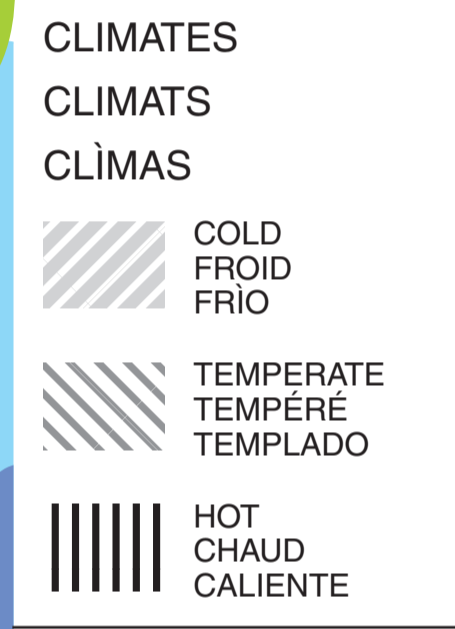 CLIMATES
CLIMATS
CLÌMAS
COLD
FROID
FRÌO
TEMPERATE
TEMPÉRÉ
TEMPLADO
HOT
CHAUD
CALIENTE